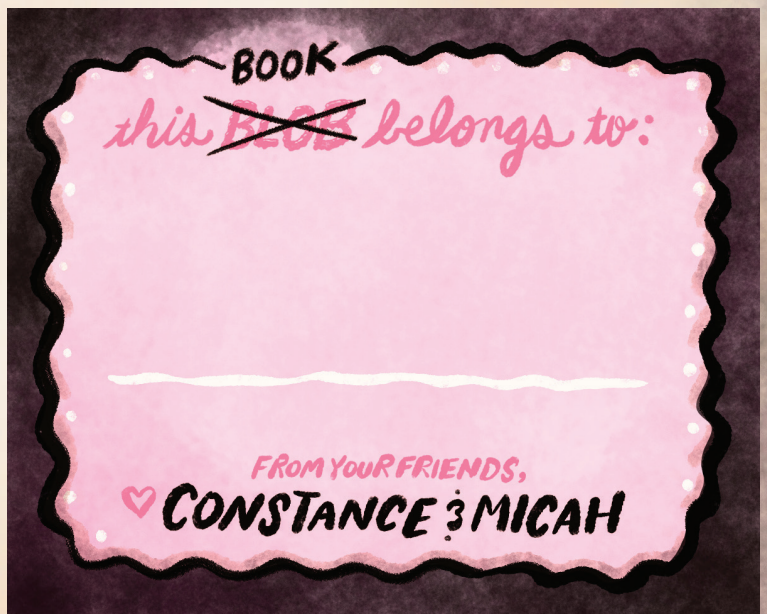 BOOK
this BLOB belongs to:
FROM YOUR FRIENDS,
CONSTANCE & MICAH